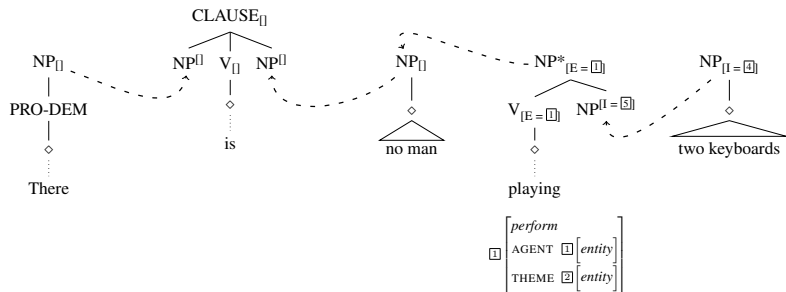 CLAUSE[]
NP[] NP[] V[] NP[] NP[] NP*[E = 1] NP[I = 4]
PRO-DEM ◇ ◇ V[E = 1] NP[I = 5] ◇
◇ is no man ◇ two keyboards
There playing
perform
1 AGENT 1 [entity]
THEME 2 [entity]